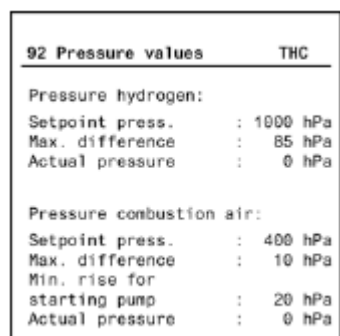 92 Pressure values THC
Pressure hydrogen:
Setpoint press. : 1000 hPa
Max. difference : 85 hPa
Actual pressure : 0 hPa
Pressure combustion air:
Setpoint press. : 400 hPa
Max. difference : 10 hPa
Min. rise for
starting pump : 20 hPa
Actual pressure : 0 hPa